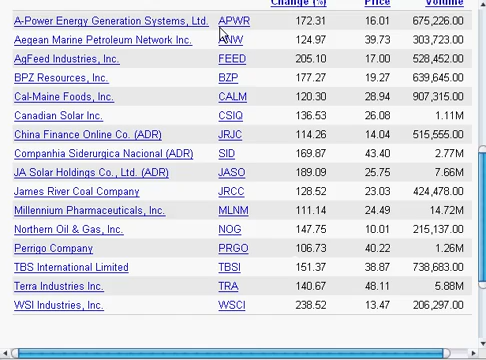 Change (%) Price Volume
A-Power Energy Generation Systems, Ltd. APWR 172.31 16.01 675,226.00
Aegean Marine Petroleum Network Inc. ANW 124.97 39.73 303,723.00
AgFeed Industries, Inc. FEED 205.10 17.00 528,452.00
BPZ Resources, Inc. BZP 177.27 19.27 639,645.00
Cal-Maine Foods, Inc. CALM 120.30 28.94 907,315.00
Canadian Solar Inc. CSIQ 136.53 26.08 1.11M
China Finance Online Co. (ADR) JRJC 114.26 14.04 515,555.00
Companhia Siderurgica Nacional (ADR) SID 169.87 43.40 2.77M
JA Solar Holdings Co., Ltd. (ADR) JASO 189.09 25.75 7.66M
James River Coal Company JRCC 128.52 23.03 424,478.00
Millennium Pharmaceuticals, Inc. MLNM 111.14 24.49 14.72M
Northern Oil & Gas, Inc. NOG 147.75 10.01 215,137.00
Perrigo Company PRGO 106.73 40.22 1.26M
TBS International Limited TBSI 151.37 38.87 738,683.00
Terra Industries Inc. TRA 140.67 48.11 5.88M
WSI Industries, Inc. WSCI 238.52 13.47 206,297.00